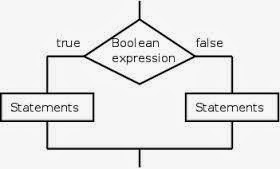 true
Boolean
expression
false
Statements
Statements